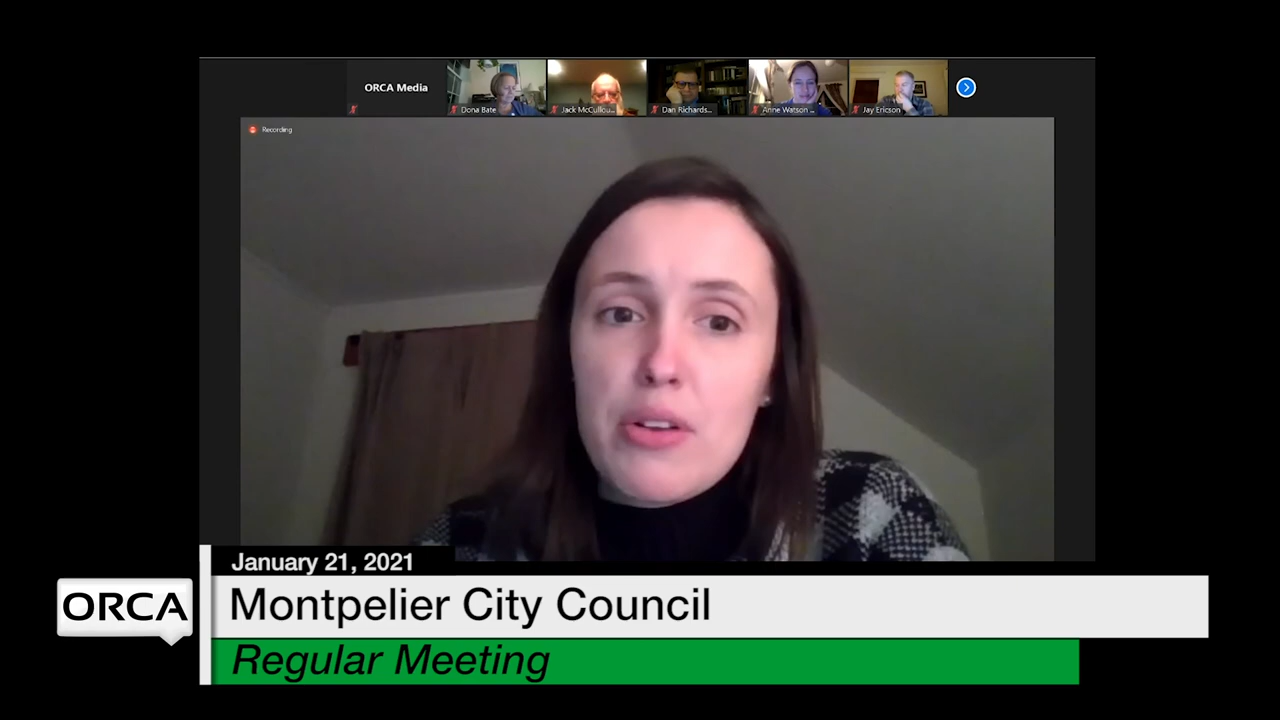 ORCA Media
Dona Bate
Jack McCullou...
Dan Richards...
Anne Watson ...
Jay Ericson
Recording
January 21, 2021
ORCA
Montpelier City Council
Regular Meeting